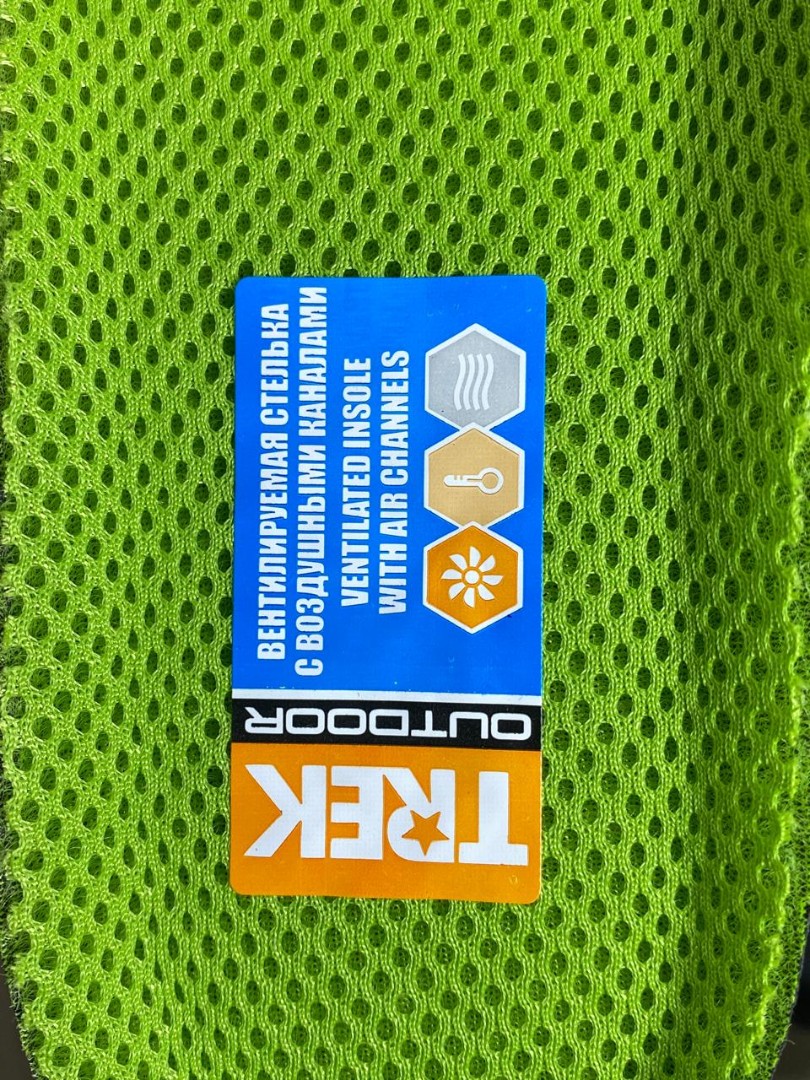 ВЕНТИЛИРУЕМАЯ СТЕЛЬКА
С ВОЗДУШНЫМИ КАНАЛАМИ
VENTILATED INSOLE
WITH AIR CHANNELS
TREK
OUTDOOR